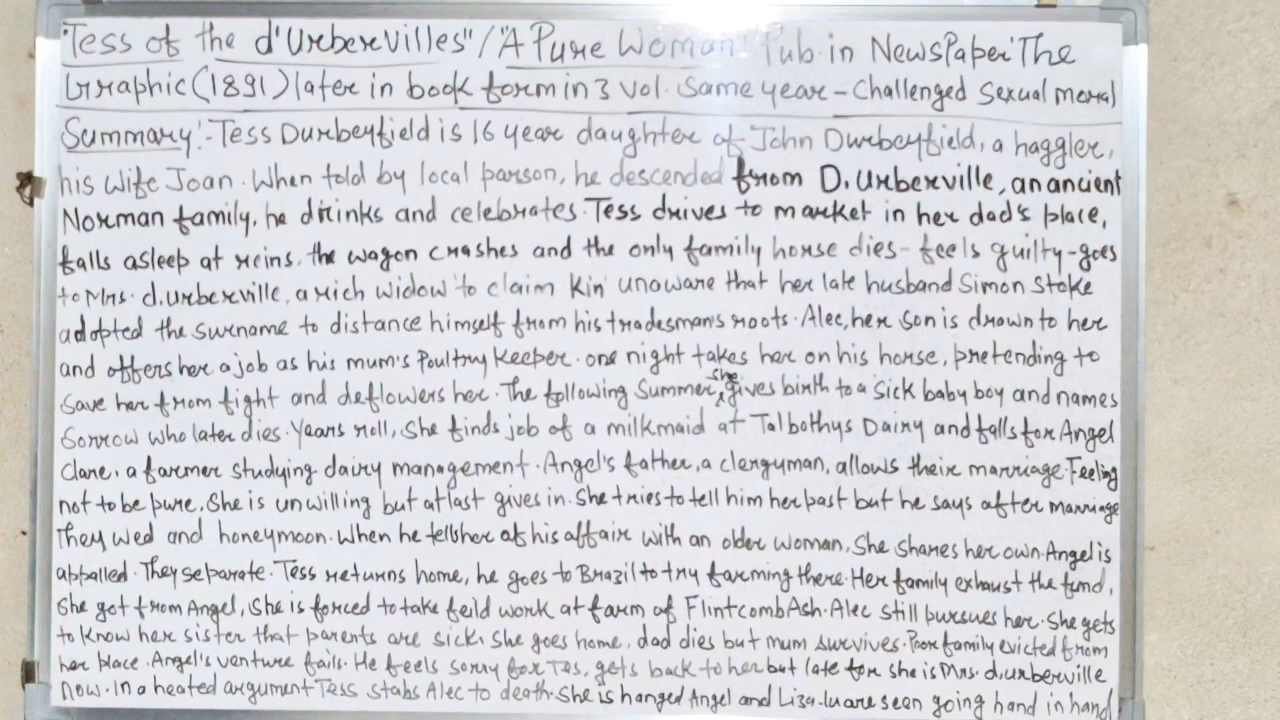 "Tess of the d'Urbervilles"/"A Pure Woman" Pub. in NewsPaper 'The
Graphic (1891) later in book form in 3 vol. Same year - Challenged Sexual moral
Summary:- Tess Durbeyfield is 16 year daughter of John Durbeyfield, a haggler,
his wife Joan. When told by local parson, he descended from D. Urberville, an ancient
Norman family, he drinks and celebrates. Tess drives to market in her dad's place,
falls asleep at reins. the wagon crashes and the only family horse dies - feels guilty - goes
to Mrs. d.urberville, a rich widow to claim kin' unaware that her late husband Simon Stoke
adopted the surname to distance himself from his tradesman's roots. Alec, her son is drawn to her
and offers her a job as his mum's Poultry Keeper. one night takes her on his horse, pretending to
save her from fight and deflowers her. The following Summer, she gives birth to a sick baby boy and names
Sorrow who later dies. Years roll, She finds job of a milkmaid at Talbothys Dairy and falls for Angel
Clare, a farmer studying dairy management. Angel's father, a clergyman, allows their marriage. Feeling
not to be pure, She is unwilling but at last gives in. She tries to tell him her past but he says after marriage
They wed and honeymoon. When he tells her of his affair with an older woman, She shares her own. Angel is
appalled. They separate. Tess returns home, he goes to Brazil to try farming there. Her family exhaust the fund,
She got from Angel, She is forced to take feild work at farm of FlintcombAsh. Alec still pursues her. She gets
to know her sister that parents are sick. She goes home, dad dies but mum survives. Poor family evicted from
her place. Angel's venture fails. He feels sorry for Tes, gets back to her but late for she is Mrs. d.urberville
now. In a heated argument Tess stabs Alec to death. She is hanged Angel and Liza-lu are seen going hand in hand